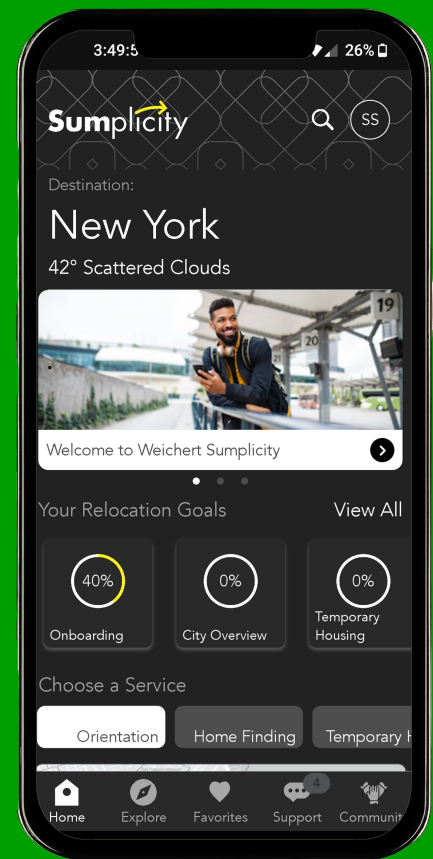 3:49:5
26%
Sumplicity
SS
Destination:
New York
42° Scattered Clouds
19
20
Welcome to Weichert Sumplicity
Your Relocation Goals
View All
40%
0%
0%
Onboarding
City Overview
Temporary
Housing
Choose a Service
Orientation
Home Finding
Temporary H
4
Home
Explore
Favorites
Support
Communit